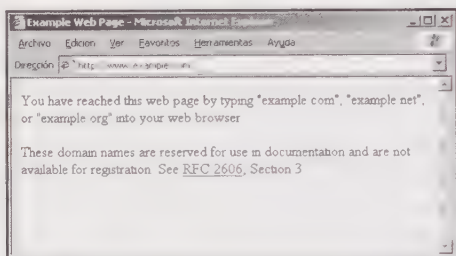 Example Web Page - Microsoft Internet
Archivo Edicion Ver Favoritos Herramientas Ayuda
Dirección
You have reached this web page by typing "example com", "example net",
or "example org" into your web browser
These domain names are reserved for use in documentation and are not
available for registration See RFC 2606, Section 3